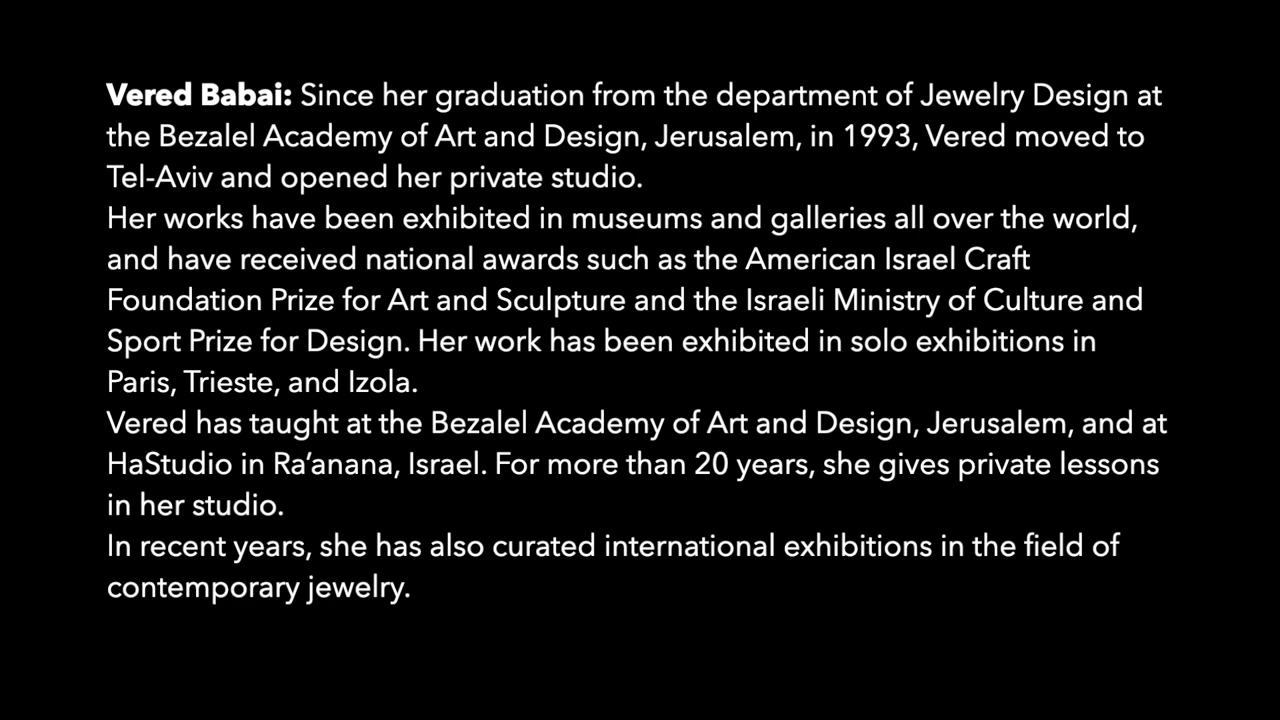 Vered Babai: Since her graduation from the department of Jewelry Design at
the Bezalel Academy of Art and Design, Jerusalem, in 1993, Vered moved to
Tel-Aviv and opened her private studio.
Her works have been exhibited in museums and galleries all over the world,
and have received national awards such as the American Israel Craft
Foundation Prize for Art and Sculpture and the Israeli Ministry of Culture and
Sport Prize for Design. Her work has been exhibited in solo exhibitions in
Paris, Trieste, and Izola.
Vered has taught at the Bezalel Academy of Art and Design, Jerusalem, and at
HaStudio in Ra’anana, Israel. For more than 20 years, she gives private lessons
in her studio.
In recent years, she has also curated international exhibitions in the field of
contemporary jewelry.